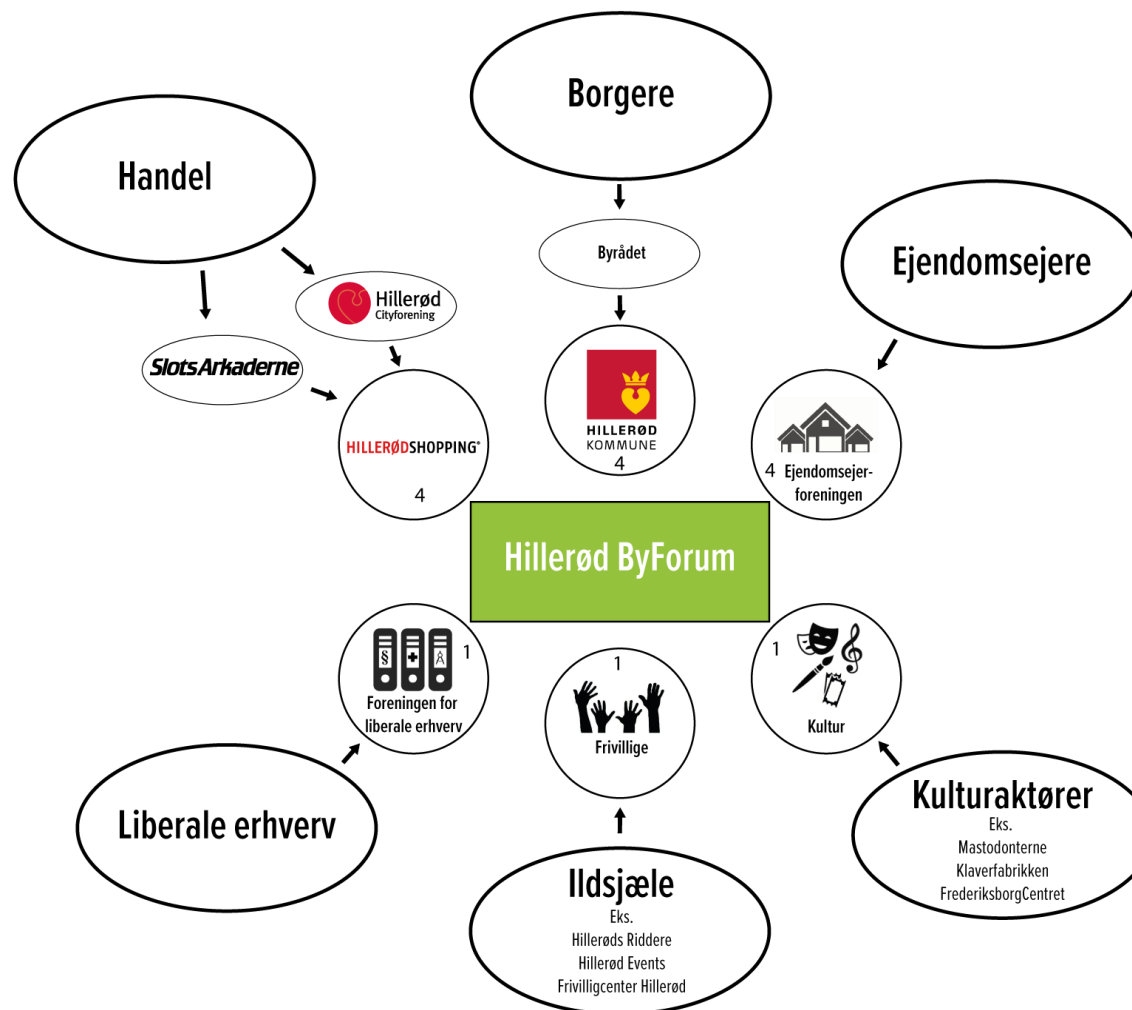 Borgere
Handel
Ejendomsejere
Byrådet
Hillerød
Cityforening
SlotsArkaderne
HILLERØDSHOPPING®
4
HILLERØD
KOMMUNE
4
4 Ejendomsejer-
foreningen
Hillerød ByForum
1
Foreningen for
liberale erhverv
1
Frivillige
1
Kultur
Liberale erhverv
Ildsjæle
Eks.
Hillerøds Riddere
Hillerød Events
Frivilligcenter Hillerød
Kulturaktører
Eks.
Mastodonterne
Klaverfabrikken
FrederiksborgCentret